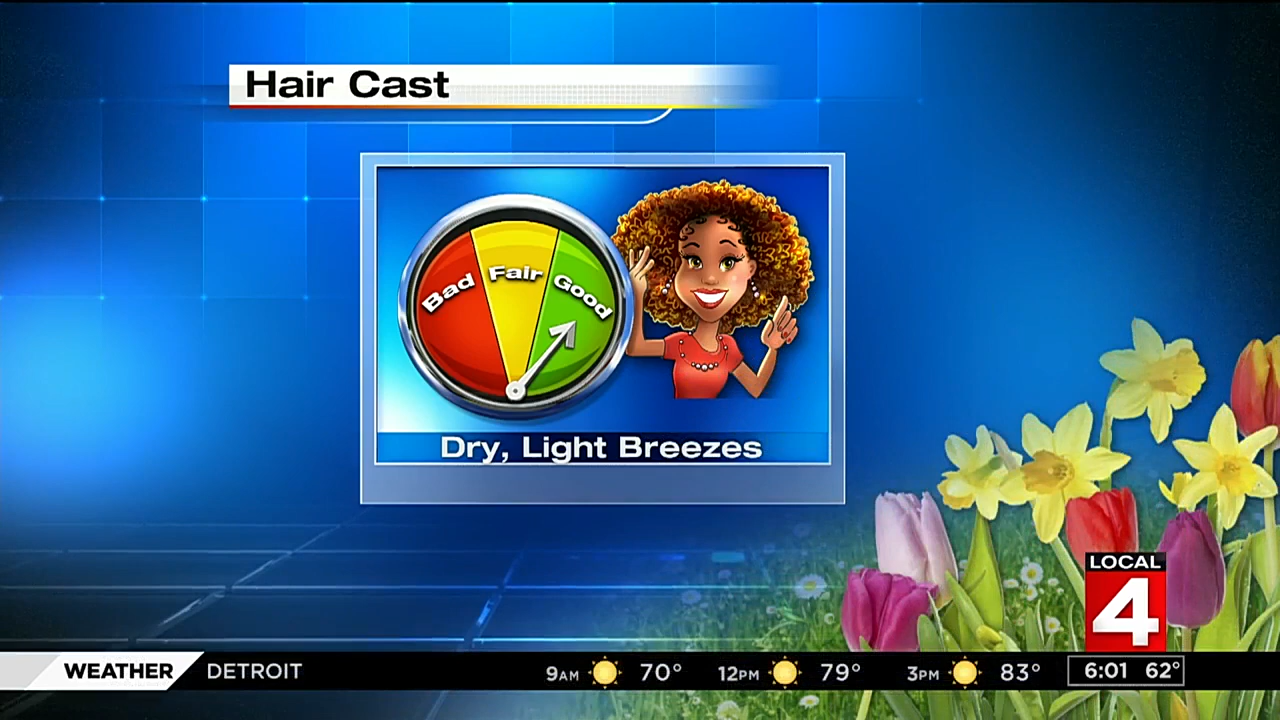 Hair Cast
Bad Fair Good
Dry, Light Breezes
LOCAL
4
WEATHER DETROIT 9AM 70° 12PM 79° 3PM 83° 6:01 62°